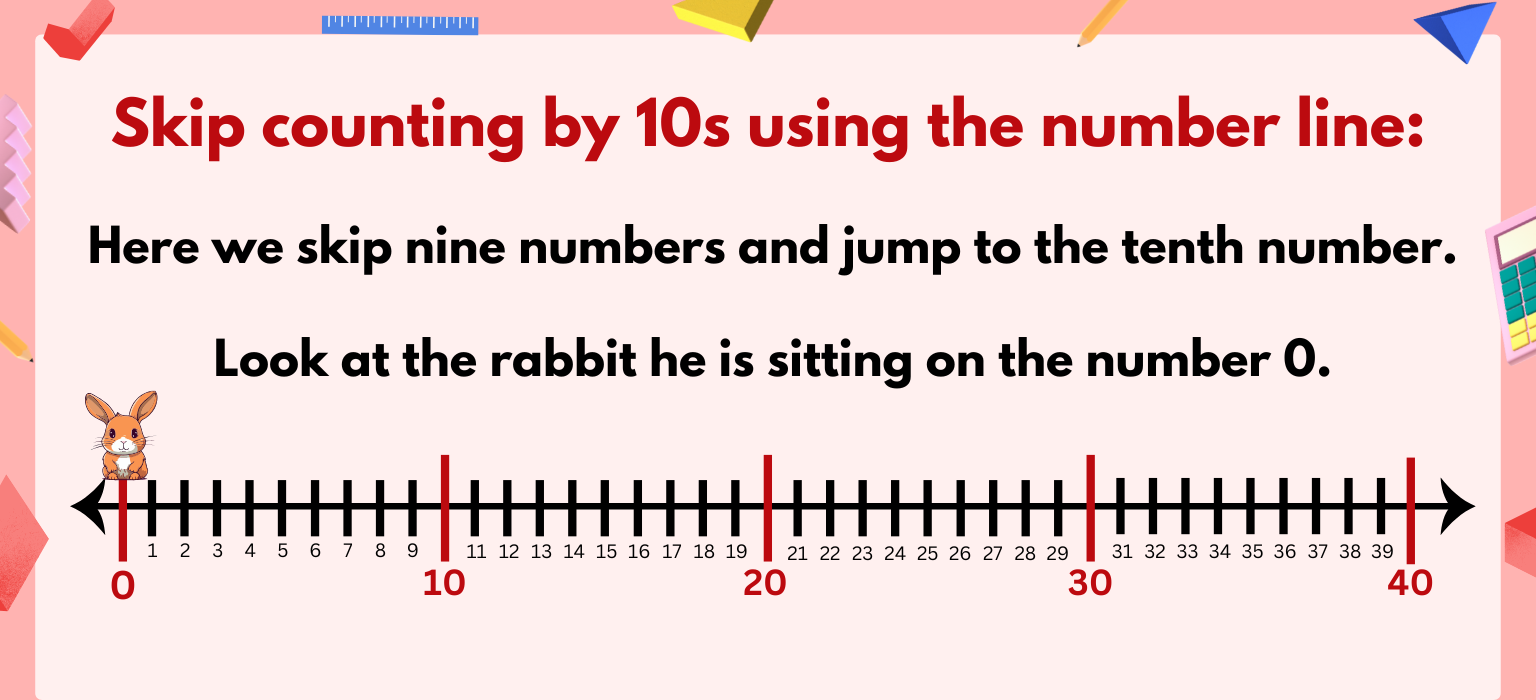 Skip counting by 10s using the number line:
Here we skip nine numbers and jump to the tenth number.
Look at the rabbit he is sitting on the number 0.
1 2 3 4 5 6 7 8 9 11 12 13 14 15 16 17 18 19 21 22 23 24 25 26 27 28 29 31 32 33 34 35 36 37 38 39
0 10 20 30 40